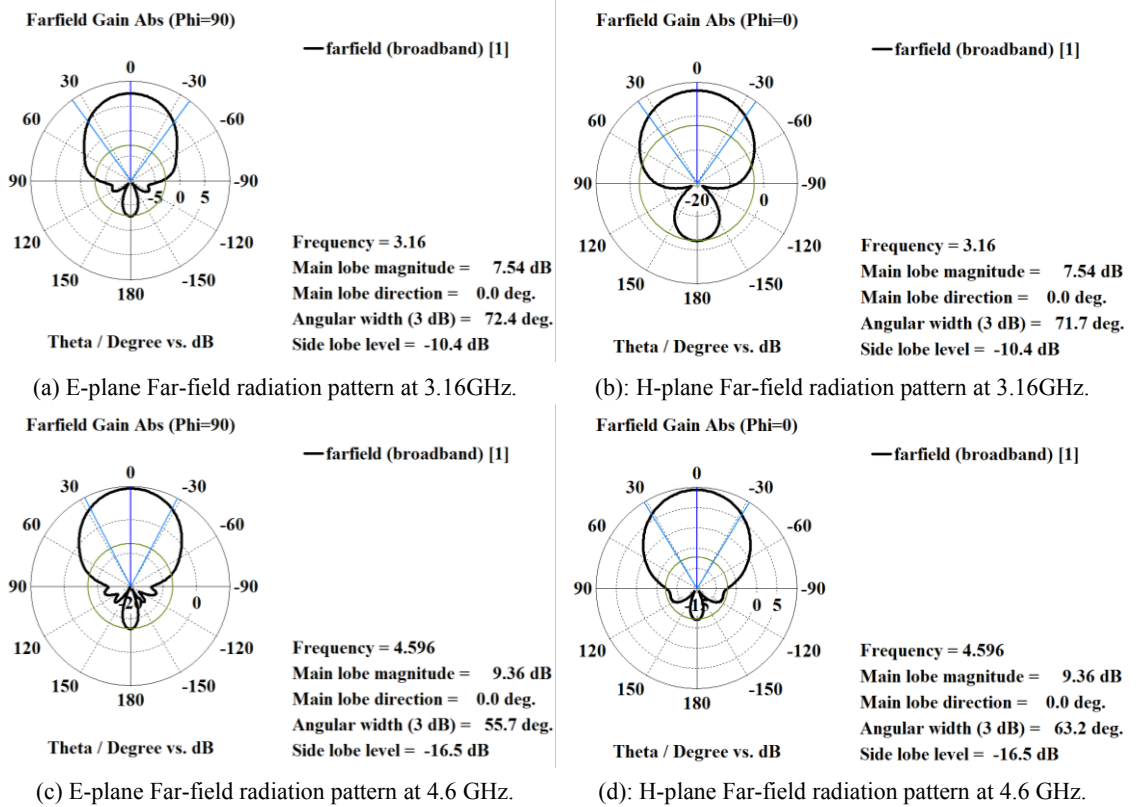 Farfield Gain Abs (Phi=90)
farfield (broadband) [1]
0
30
-30
60
-60
90
-90
-5
0
5
120
-120
150
-150
180
Frequency = 3.16
Main lobe magnitude = 7.54 dB
Main lobe direction = 0.0 deg.
Angular width (3 dB) = 72.4 deg.
Side lobe level = -10.4 dB
Theta / Degree vs. dB
(a) E-plane Far-field radiation pattern at 3.16GHz.
Farfield Gain Abs (Phi=0)
farfield (broadband) [1]
0
30
-30
60
-60
90
-90
-20
0
120
-120
150
-150
180
Frequency = 3.16
Main lobe magnitude = 7.54 dB
Main lobe direction = 0.0 deg.
Angular width (3 dB) = 71.7 deg.
Side lobe level = -10.4 dB
Theta / Degree vs. dB
(b): H-plane Far-field radiation pattern at 3.16GHz.
Farfield Gain Abs (Phi=90)
farfield (broadband) [1]
0
30
-30
60
-60
90
-90
-20
0
120
-120
150
-150
180
Frequency = 4.596
Main lobe magnitude = 9.36 dB
Main lobe direction = 0.0 deg.
Angular width (3 dB) = 55.7 deg.
Side lobe level = -16.5 dB
Theta / Degree vs. dB
(c) E-plane Far-field radiation pattern at 4.6 GHz.
Farfield Gain Abs (Phi=0)
farfield (broadband) [1]
0
30
-30
60
-60
90
-90
-15
0
5
120
-120
150
-150
180
Frequency = 4.596
Main lobe magnitude = 9.36 dB
Main lobe direction = 0.0 deg.
Angular width (3 dB) = 63.2 deg.
Side lobe level = -16.5 dB
Theta / Degree vs. dB
(d): H-plane Far-field radiation pattern at 4.6 GHz.